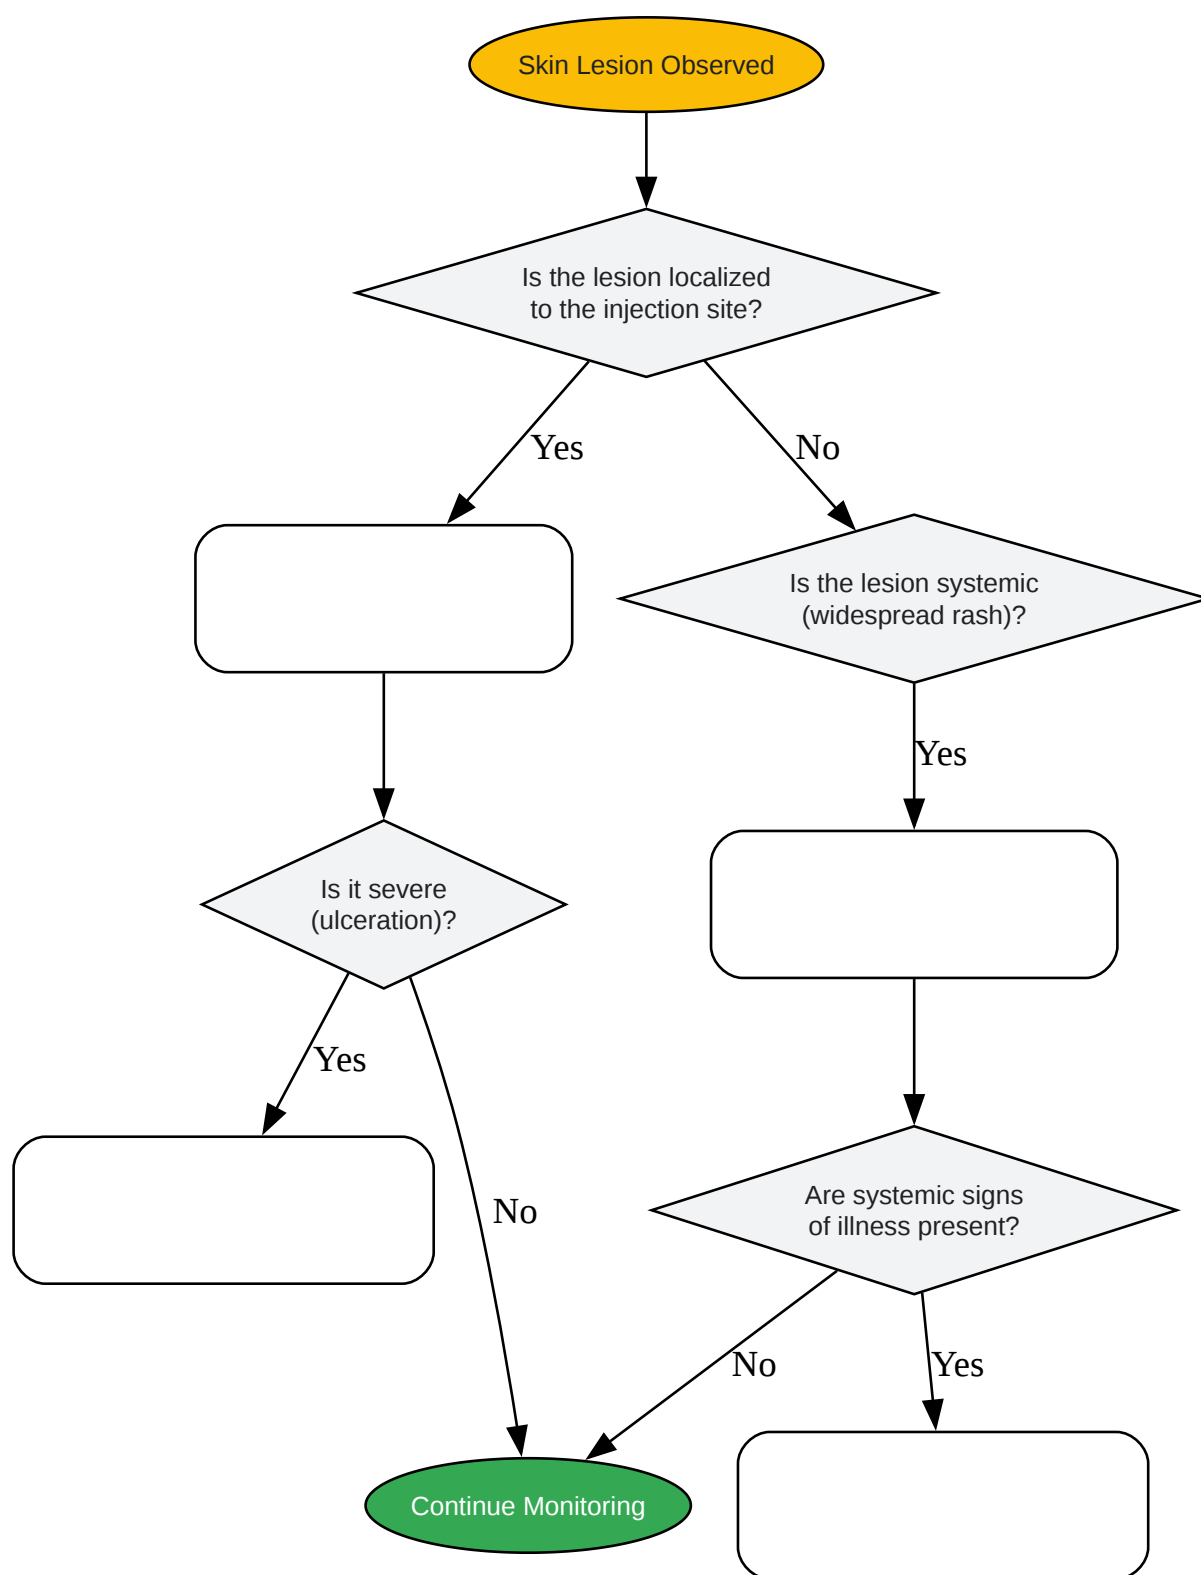 Skin Lesion Observed
Is the lesion localized
to the injection site?
Yes
No
Is the lesion systemic
(widespread rash)?
Yes
Is it severe
(ulceration)?
Yes
No
Are systemic signs
of illness present?
No
Yes
Continue Monitoring